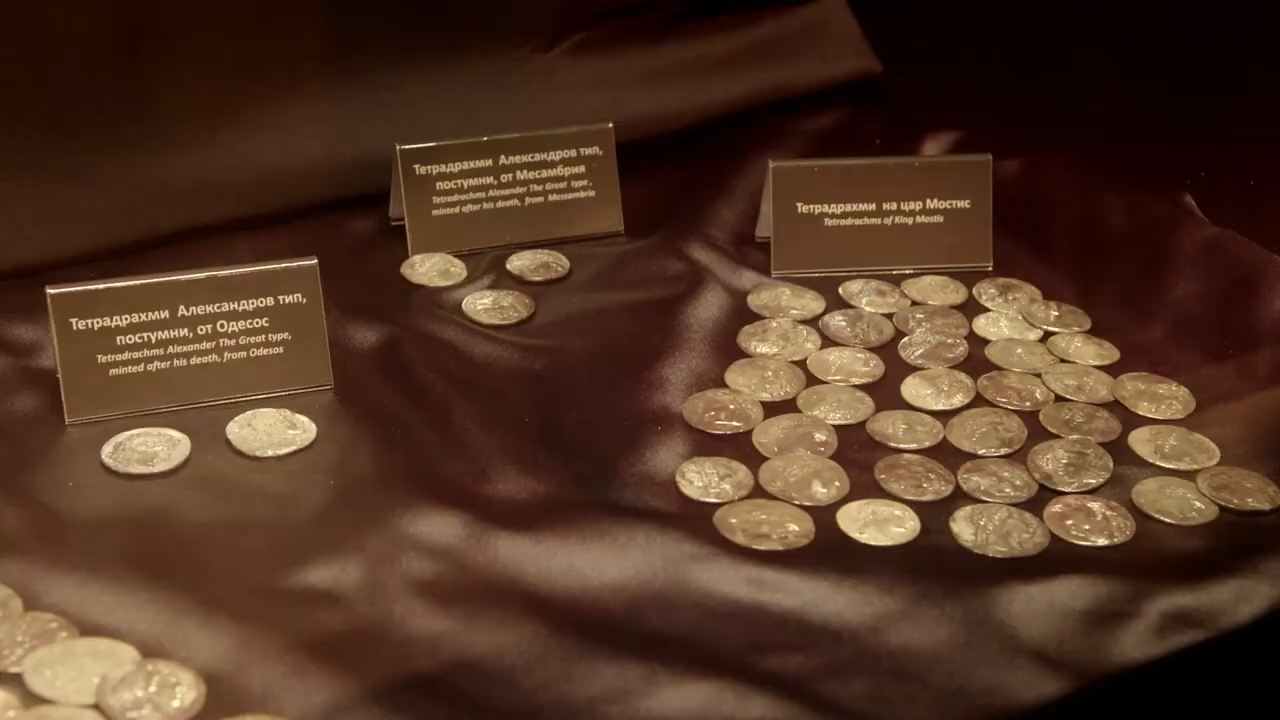 Тетрадрахми Александров тип,
постумни, от Одесос
Tetradrachms Alexander The Great type,
minted after his death, from Odesos
Тетрадрахми Александров тип,
постумни, от Месамбрия
Tetradrachms Alexander The Great type,
minted after his death, from Messambria
Тетрадрахми на цар Мостис
Tetradrachms of King Mostis